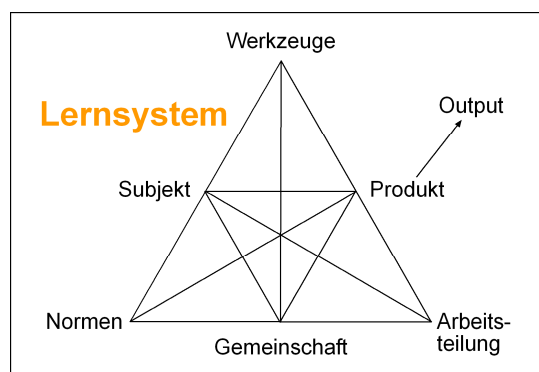 Werkzeuge
Lernsystem
Output
Subjekt
Produkt
Normen
Gemeinschaft
Arbeits-
teilung